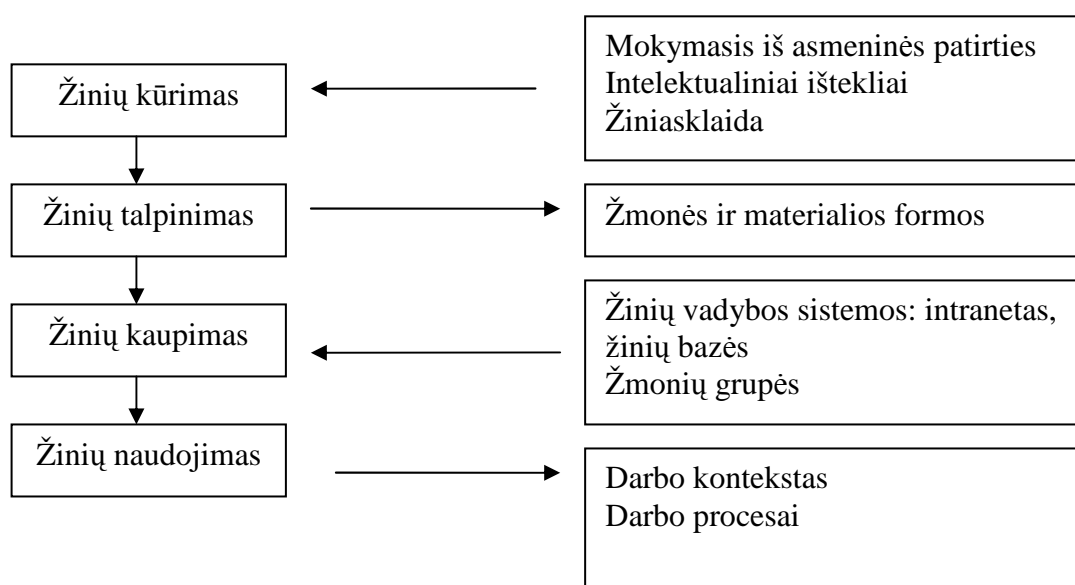 Žinių kūrimas
Mokymasis iš asmeninės patirties
Intelektualiniai ištekliai
Žiniasklaida
Žinių talpinimas
Žmonės ir materialios formos
Žinių kaupimas
Žinių vadybos sistemos: intranetas,
žinių bazės
Žmonių grupės
Žinių naudojimas
Darbo kontekstas
Darbo procesai